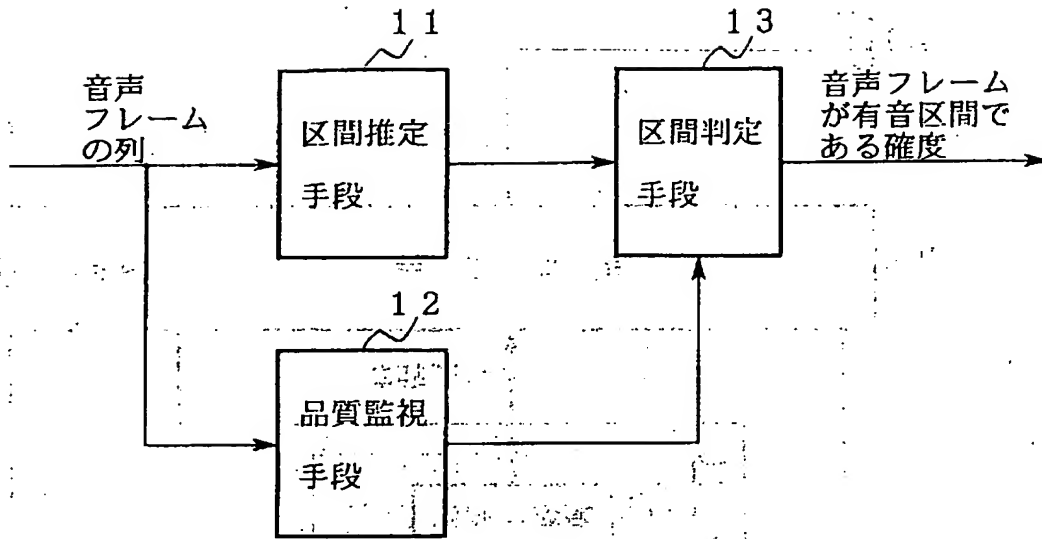 11
音声
フレーム
の列
区間推定
手段
13
区間判定
手段
音声フレーム
が有音区間で
ある確度
12
品質監視
手段